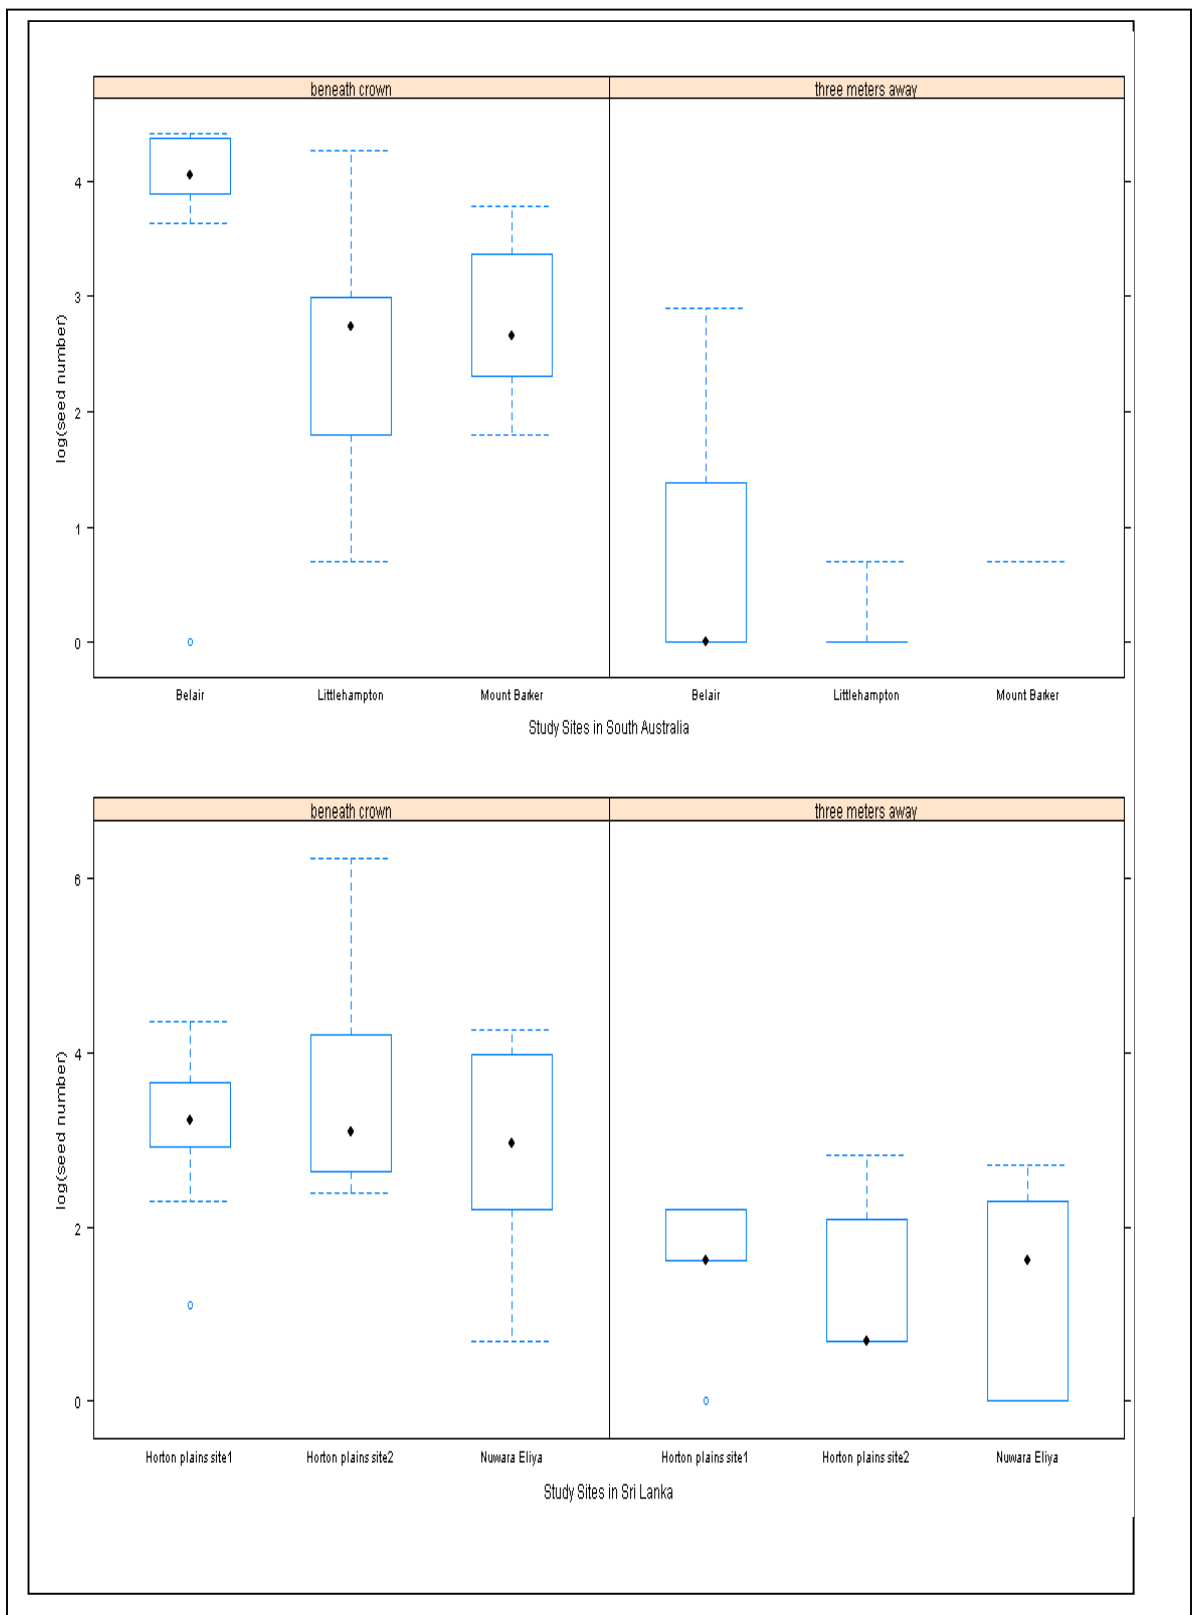 beneath crown three meters away
4
3
2
1
0
log(seed number)
Belair Littlehampton Mount Barker Belair Littlehampton Mount Barker
Study Sites in South Australia
beneath crown three meters away
6
4
2
0
log(seed number)
Horton plains site1 Horton plains site2 Nuwara Eliya Horton plains site1 Horton plains site2 Nuwara Eliya
Study Sites in Sri Lanka